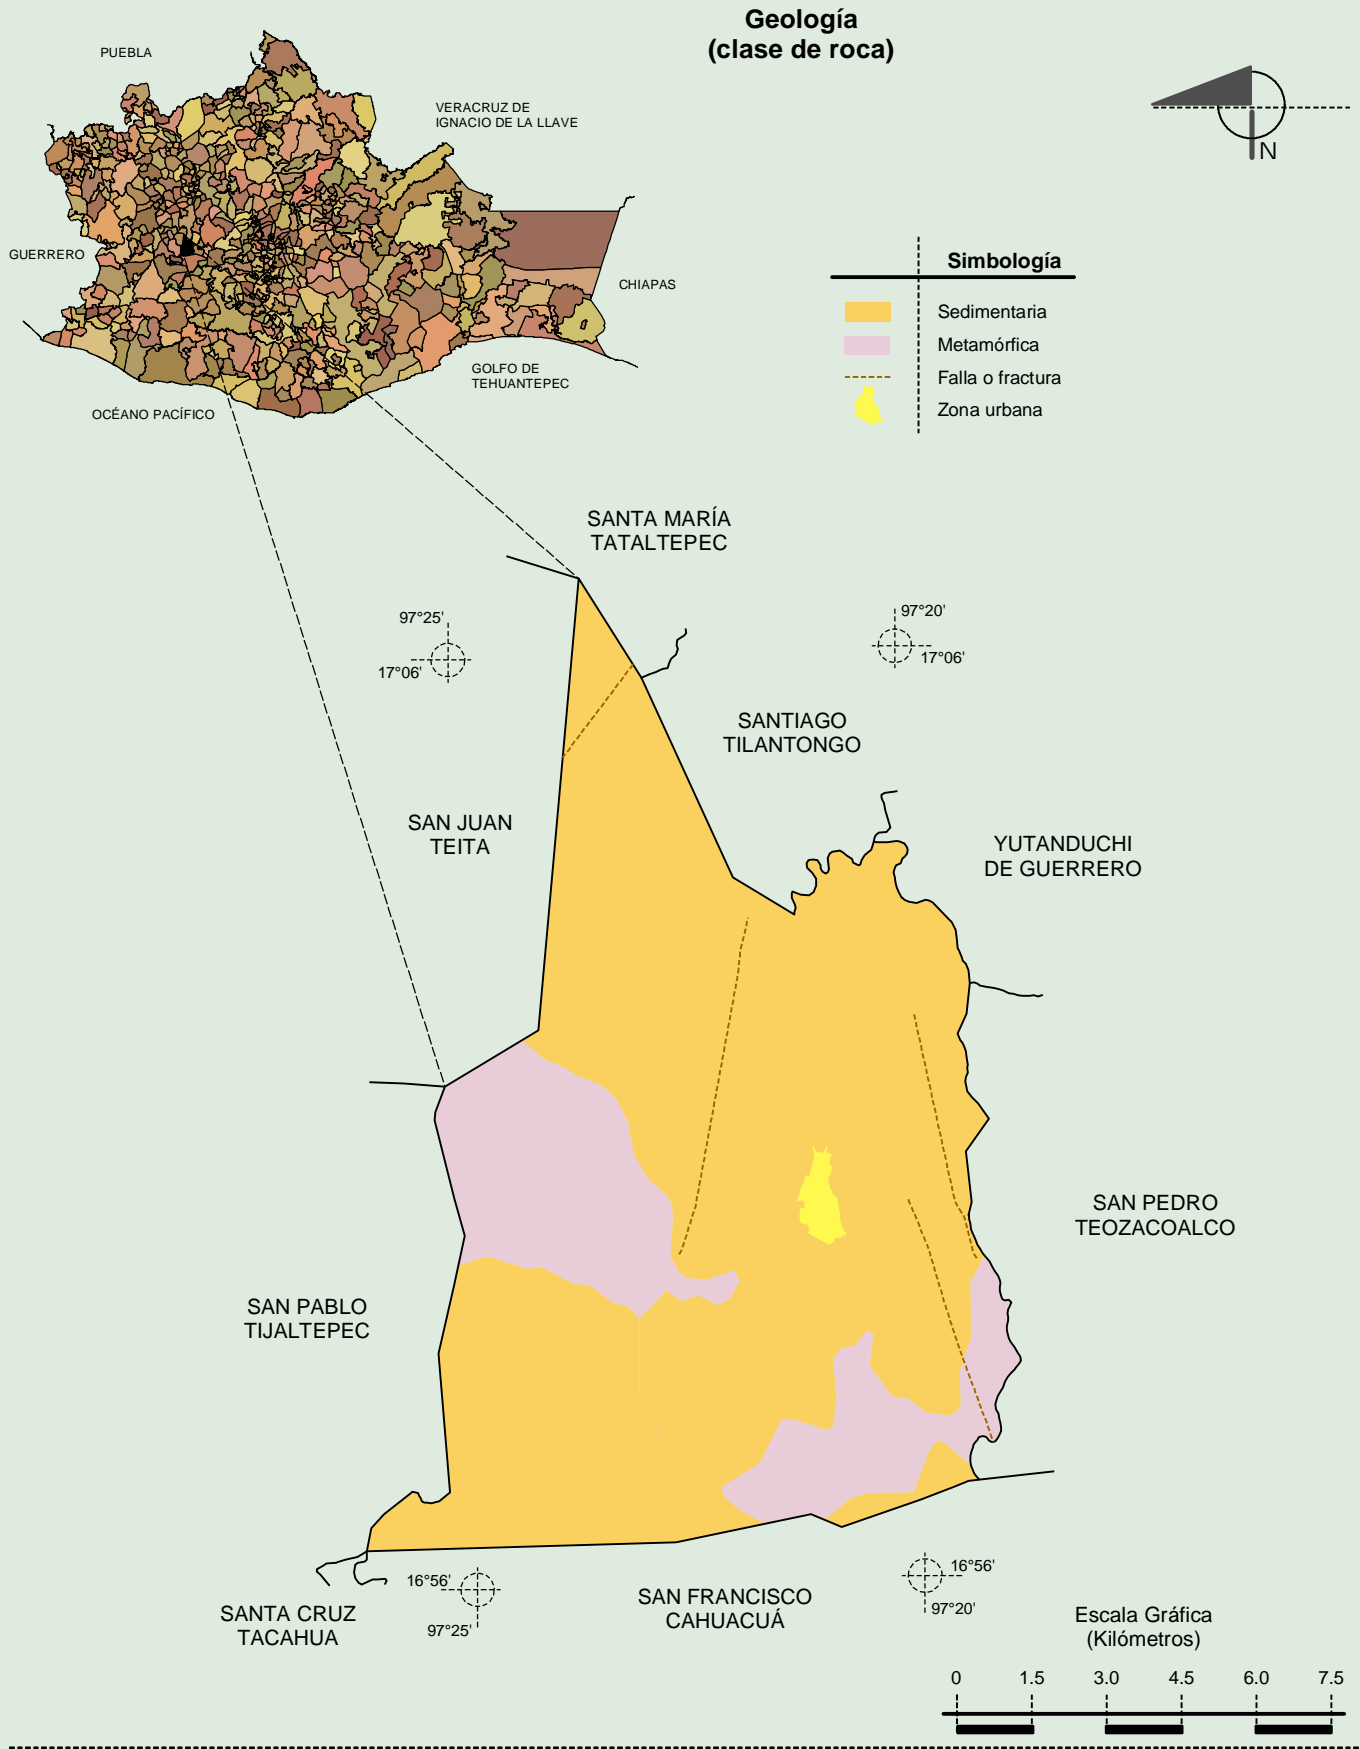 Geología
(clase de roca)
PUEBLA
VERACRUZ DE
IGNACIO DE LA LLAVE
GUERRERO
CHIAPAS
GOLFO DE
TEHUANTEPEC
OCÉANO PACÍFICO
N
Simbología
Sedimentaria
Metamórfica
Falla o fractura
Zona urbana
SANTA MARÍA
TATALTEPEC
97°25'
17°06'
97°20'
17°06'
SANTIAGO
TILANTONGO
SAN JUAN
TEITA
YUTANDUCHI
DE GUERRERO
SAN PEDRO
TEOZACOALCO
SAN PABLO
TIJALTEPEC
16°56'
97°25'
16°56'
97°20'
SANTA CRUZ
TACAHUA
SAN FRANCISCO
CAHUACUÁ
Escala Gráfica
(Kilómetros)
0 1.5 3.0 4.5 6.0 7.5